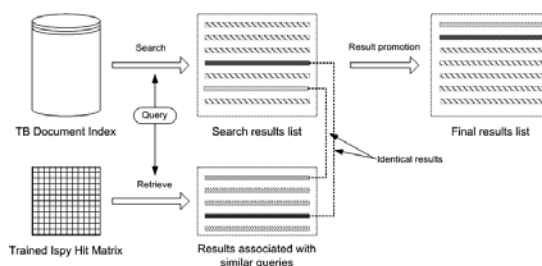 Search
Result promotion
Query
TB Document Index
Search results list
Final results list
Identical results
Retrieve
Trained Ispy Hit Matrix
Results associated with
similar queries